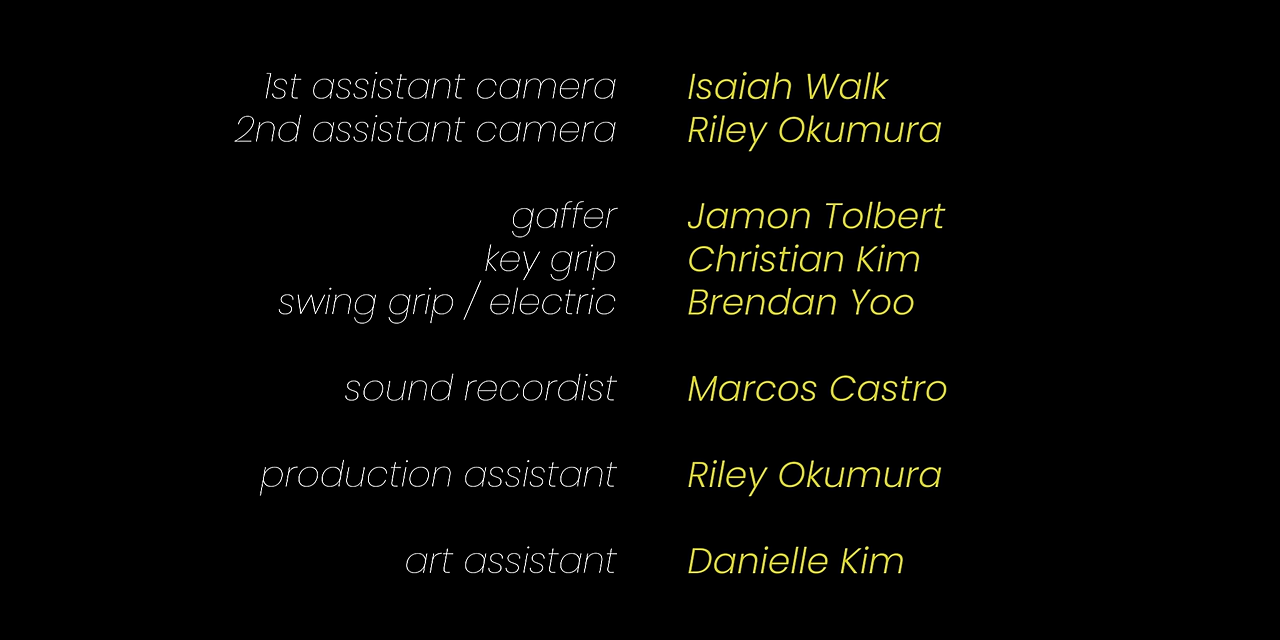 1st assistant camera Isaiah Walk
2nd assistant camera Riley Okumura
gaffer Jamon Tolbert
key grip Christian Kim
swing grip / electric Brendan Yoo
sound recordist Marcos Castro
production assistant Riley Okumura
art assistant Danielle Kim